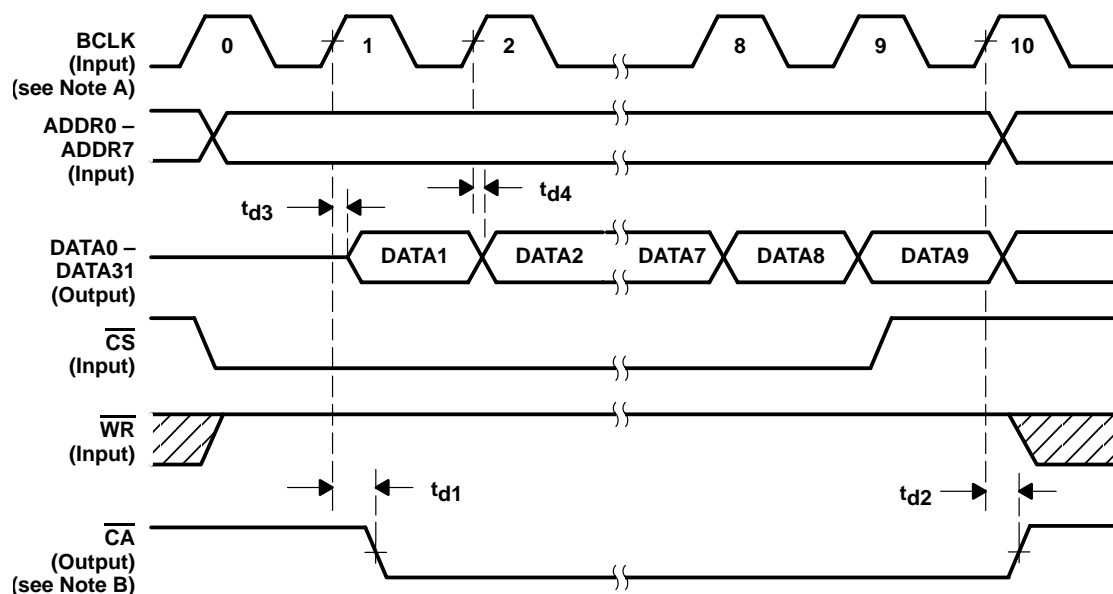 BCLK
(Input)
(see Note A)
0
1
2
8
9
10
ADDR0 –
ADDR7
(Input)
td3
td4
DATA0 –
DATA31
(Output)
DATA1
DATA2
DATA7
DATA8
DATA9
CS
(Input)
WR
(Input)
td1
td2
CA
(Output)
(see Note B)